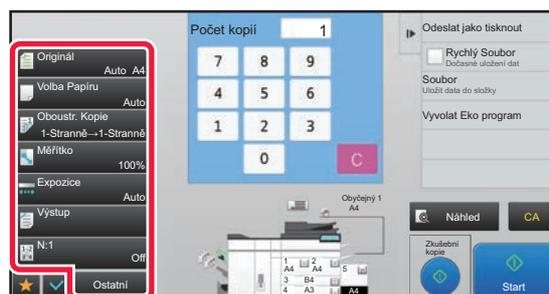 Originál
Auto A4
Volba Papíru
Auto
Oboustr. Kopie
1-Stranně→1-Stranně
Měřítko
100%
Expozice
Auto
Výstup
N:1
Off
Ostatní
Počet kopií 1
7 8 9
4 5 6
1 2 3
0 C
Obyčejný 1
A4
1 A4
2 A4
3 B4
4 A3
5
A4
Odeslat jako tisknout
Rychlý Soubor
Dočasné uložení dat
Soubor
Uložit data do složky
Vyvolat Eko program
Náhled
CA
Zkušební
kopie
Start